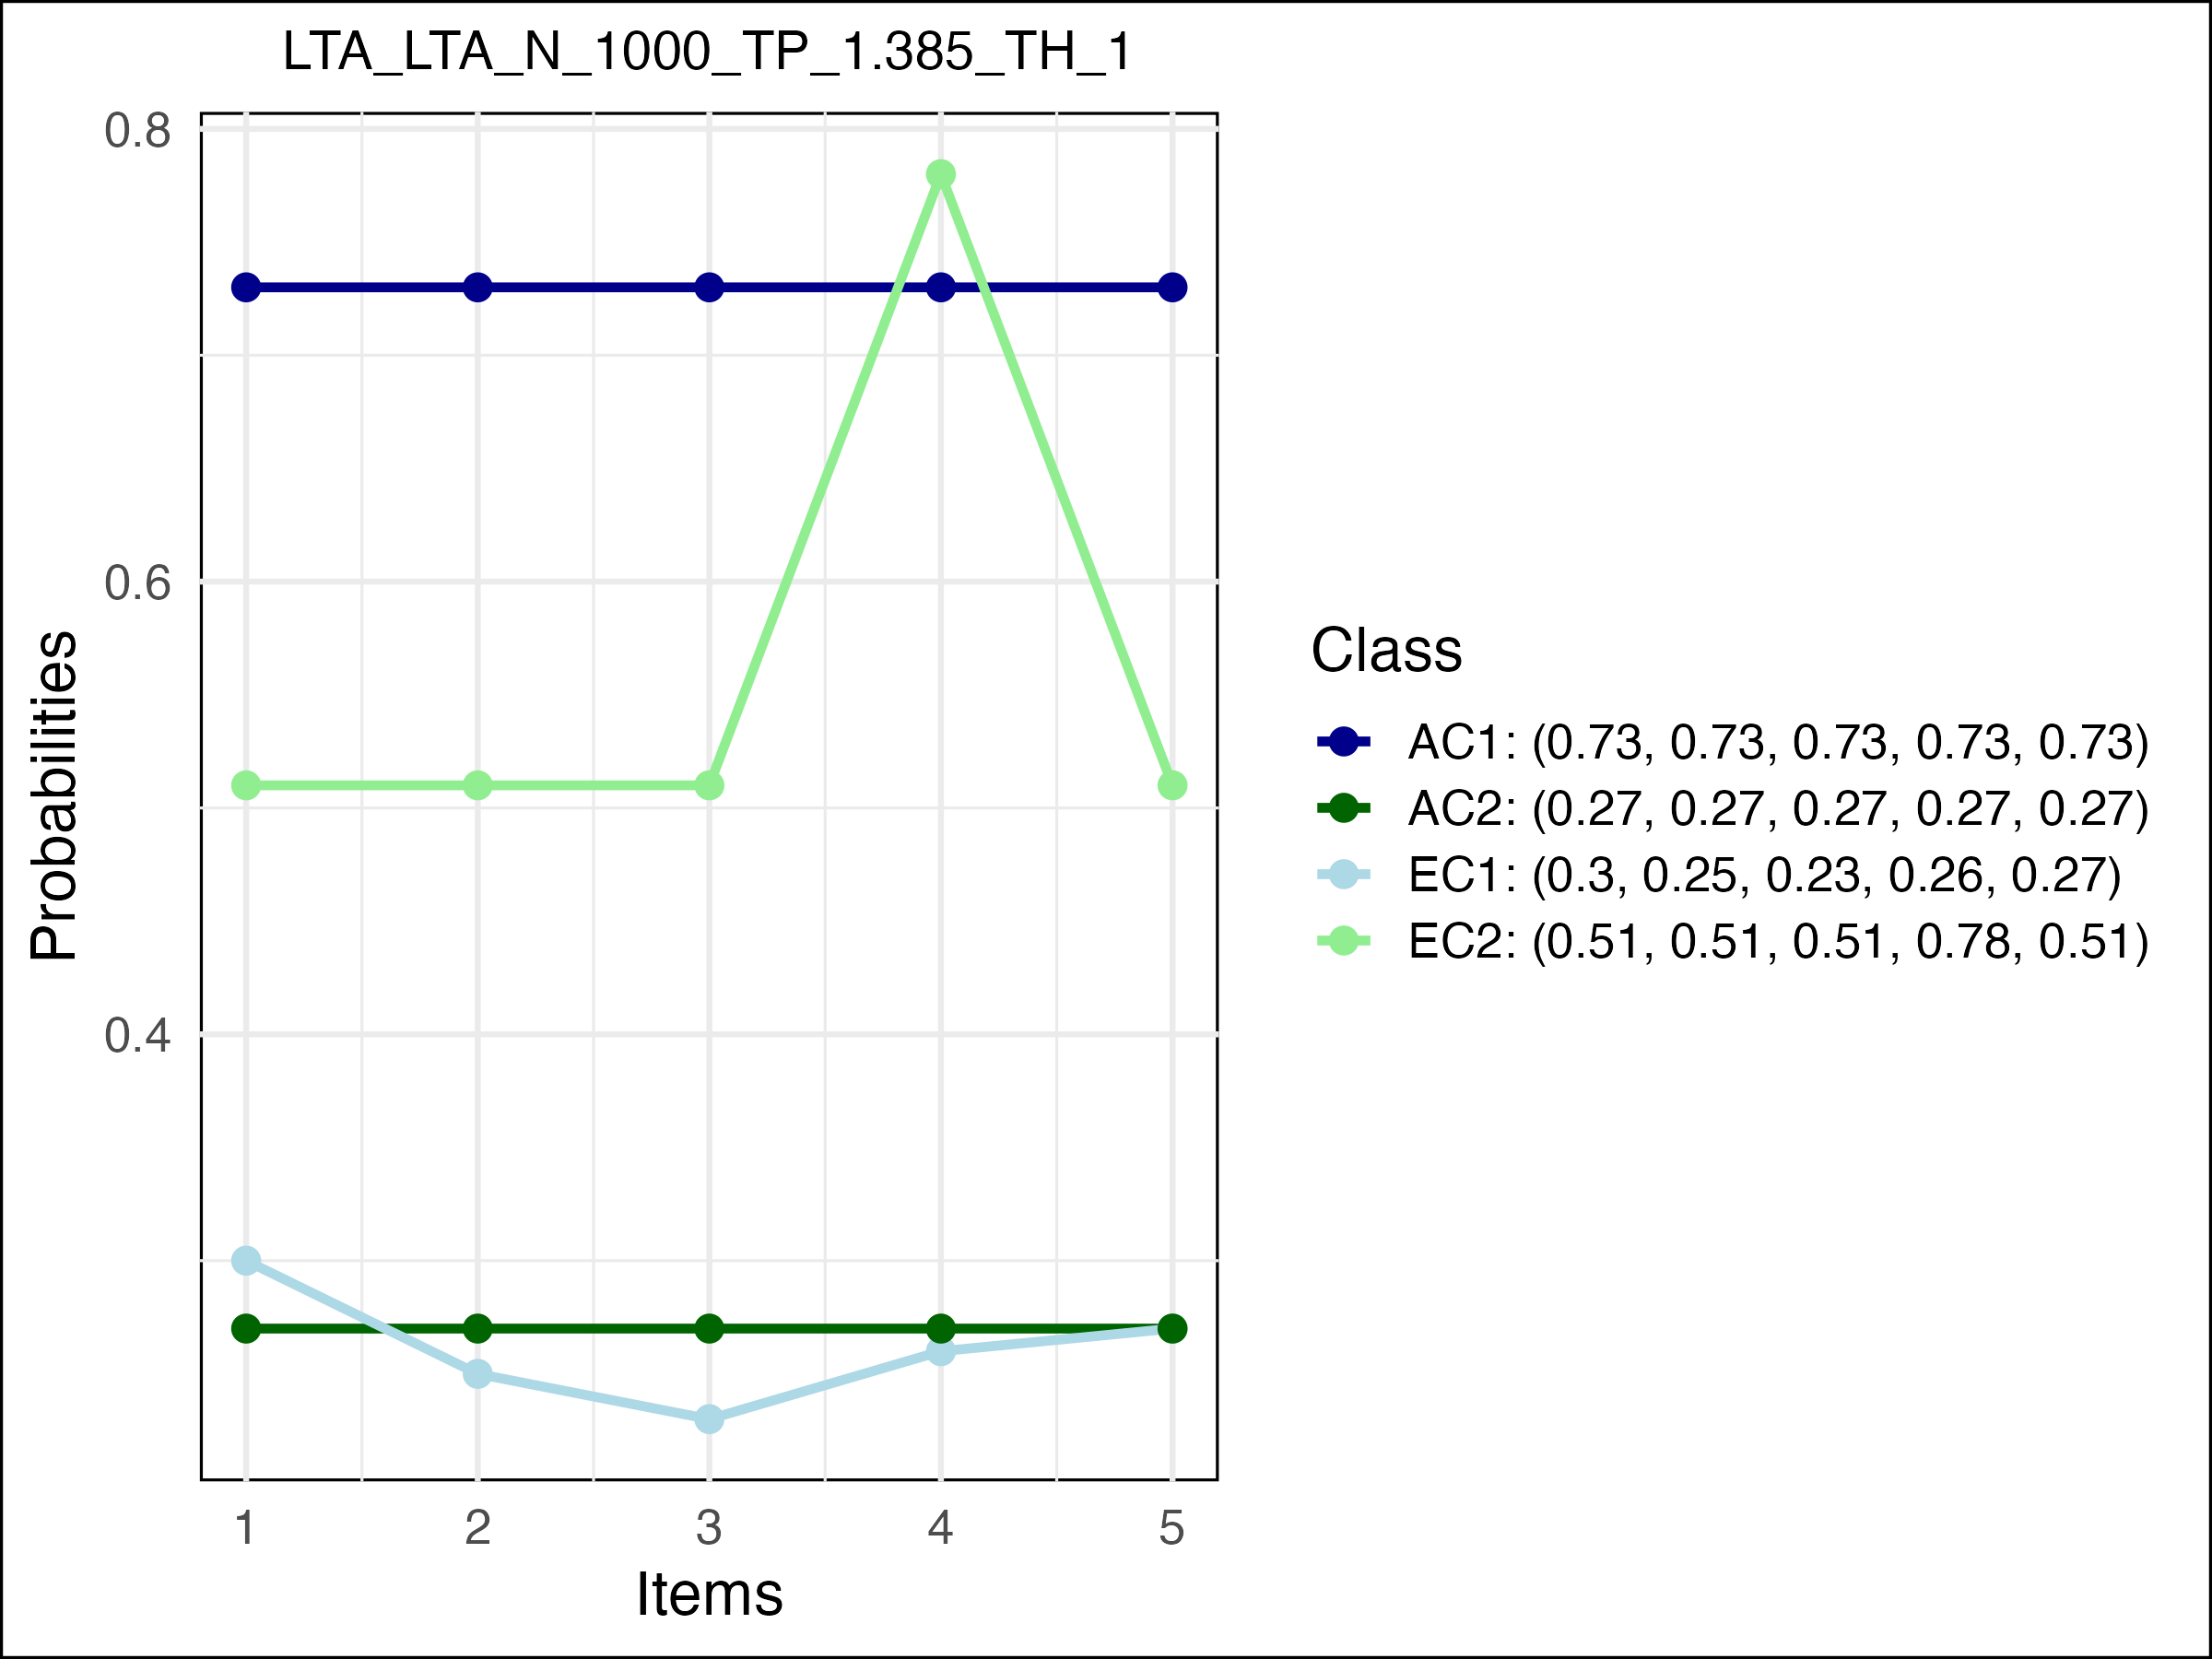 LTA_LTA_N_1000_TP_1.385_TH_1
0.8
0.6
0.4
Probabilities
1 2 3 4 5
Items
Class
AC1: (0.73, 0.73, 0.73, 0.73, 0.73)
AC2: (0.27, 0.27, 0.27, 0.27, 0.27)
EC1: (0.3, 0.25, 0.23, 0.26, 0.27)
EC2: (0.51, 0.51, 0.51, 0.78, 0.51)